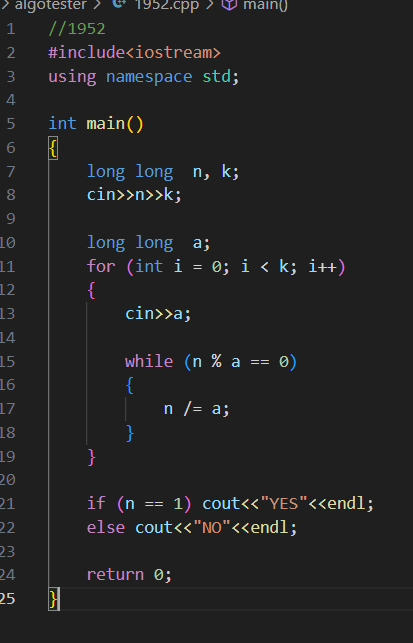 > algotester > C++ 1952.cpp > main()
1 //1952
2 #include<iostream>
3 using namespace std;
4
5 int main()
6 {
7 long long  n, k;
8 cin>>n>>k;
9
10 long long  a;
11 for (int i = 0; i < k; i++)
12 {
13 cin>>a;
14
15 while (n % a == 0)
16 {
17 n /= a;
18 }
19 }
20
21 if (n == 1) cout<<"YES"<<endl;
22 else cout<<"NO"<<endl;
23
24 return 0;
25 }